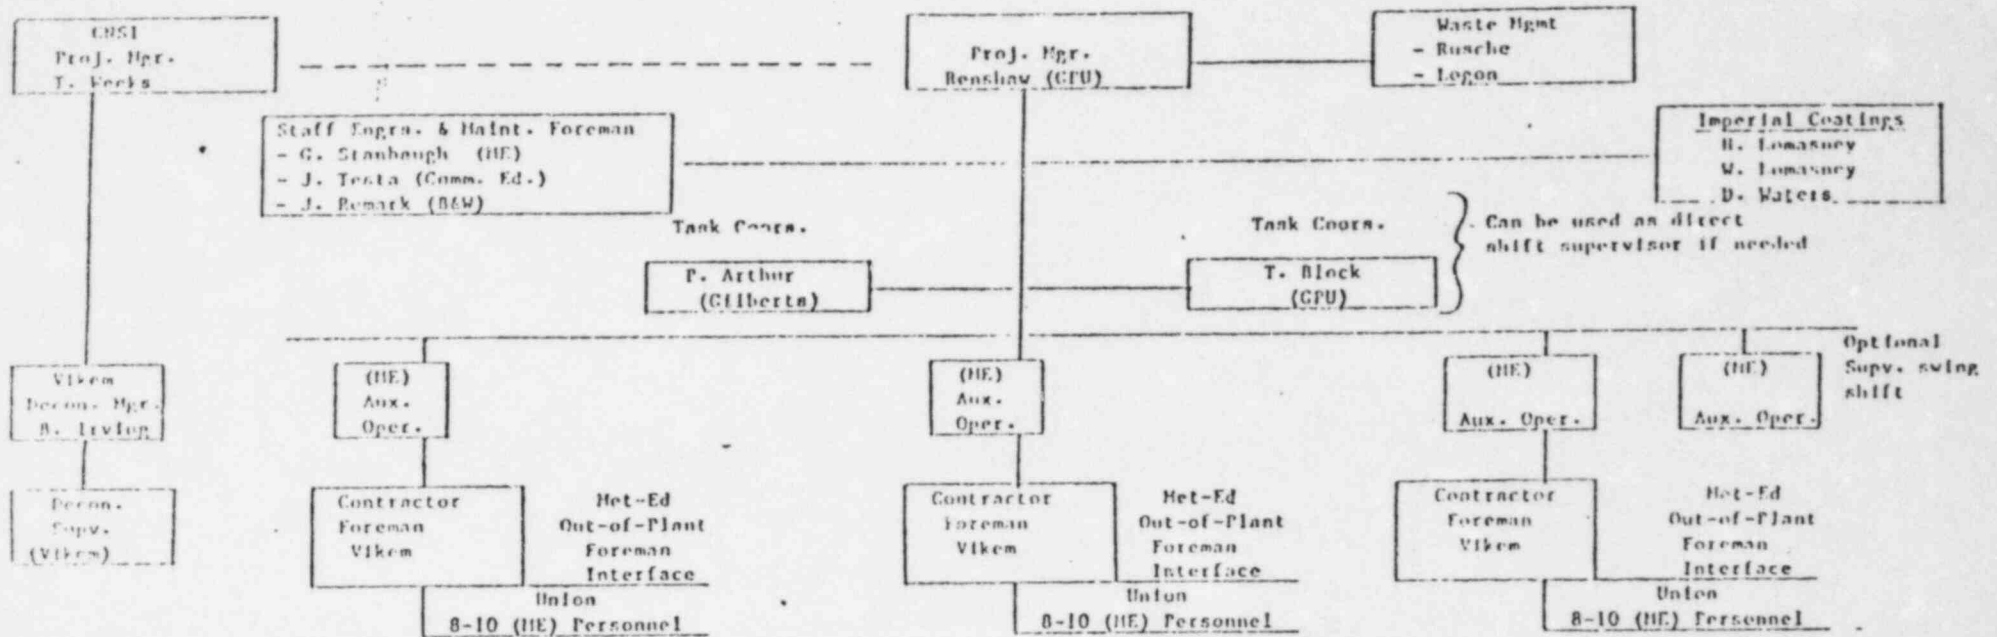 CNSI
Proj. Mgr.
T. Weeks
Proj. Mgr.
Renshaw (GPU)
Waste Mgmt
- Rusche
- Logon
Staff Engrs. & Maint. Foreman
- G. Stanbaugh (ME)
- J. Testa (Comm. Ed.)
- J. Remark (B&W)
Imperial Coatings
H. Lomasney
W. Lomasney
D. Waters
Task Coors.
P. Arthur
(Gilberts)
Task Coors.
T. Block
(GPU)
Can be used as direct
shift supervisor if needed
Vikem
Decon. Mgr.
B. Irving
Decon.
Supv.
(Vikem)
(ME)
Aux.
Oper.
(ME)
Aux.
Oper.
(ME)
Aux. Oper.
(ME)
Aux. Oper.
Optional
Supv. swing
shift
Contractor
Foreman
Vikem
Met-Ed
Out-of-Plant
Foreman
Interface
Union
8-10 (ME) Personnel
Contractor
Foreman
Vikem
Met-Ed
Out-of-Plant
Foreman
Interface
Union
8-10 (ME) Personnel
Contractor
Foreman
Vikem
Met-Ed
Out-of-Plant
Foreman
Interface
Union
8-10 (ME) Personnel